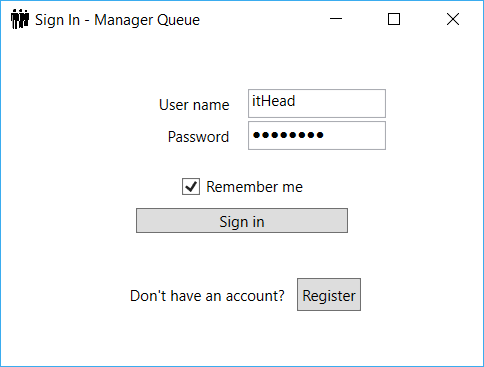 Sign In - Manager Queue
User name itHead
Password ●●●●●●●●
Remember me
Sign in
Don't have an account? Register